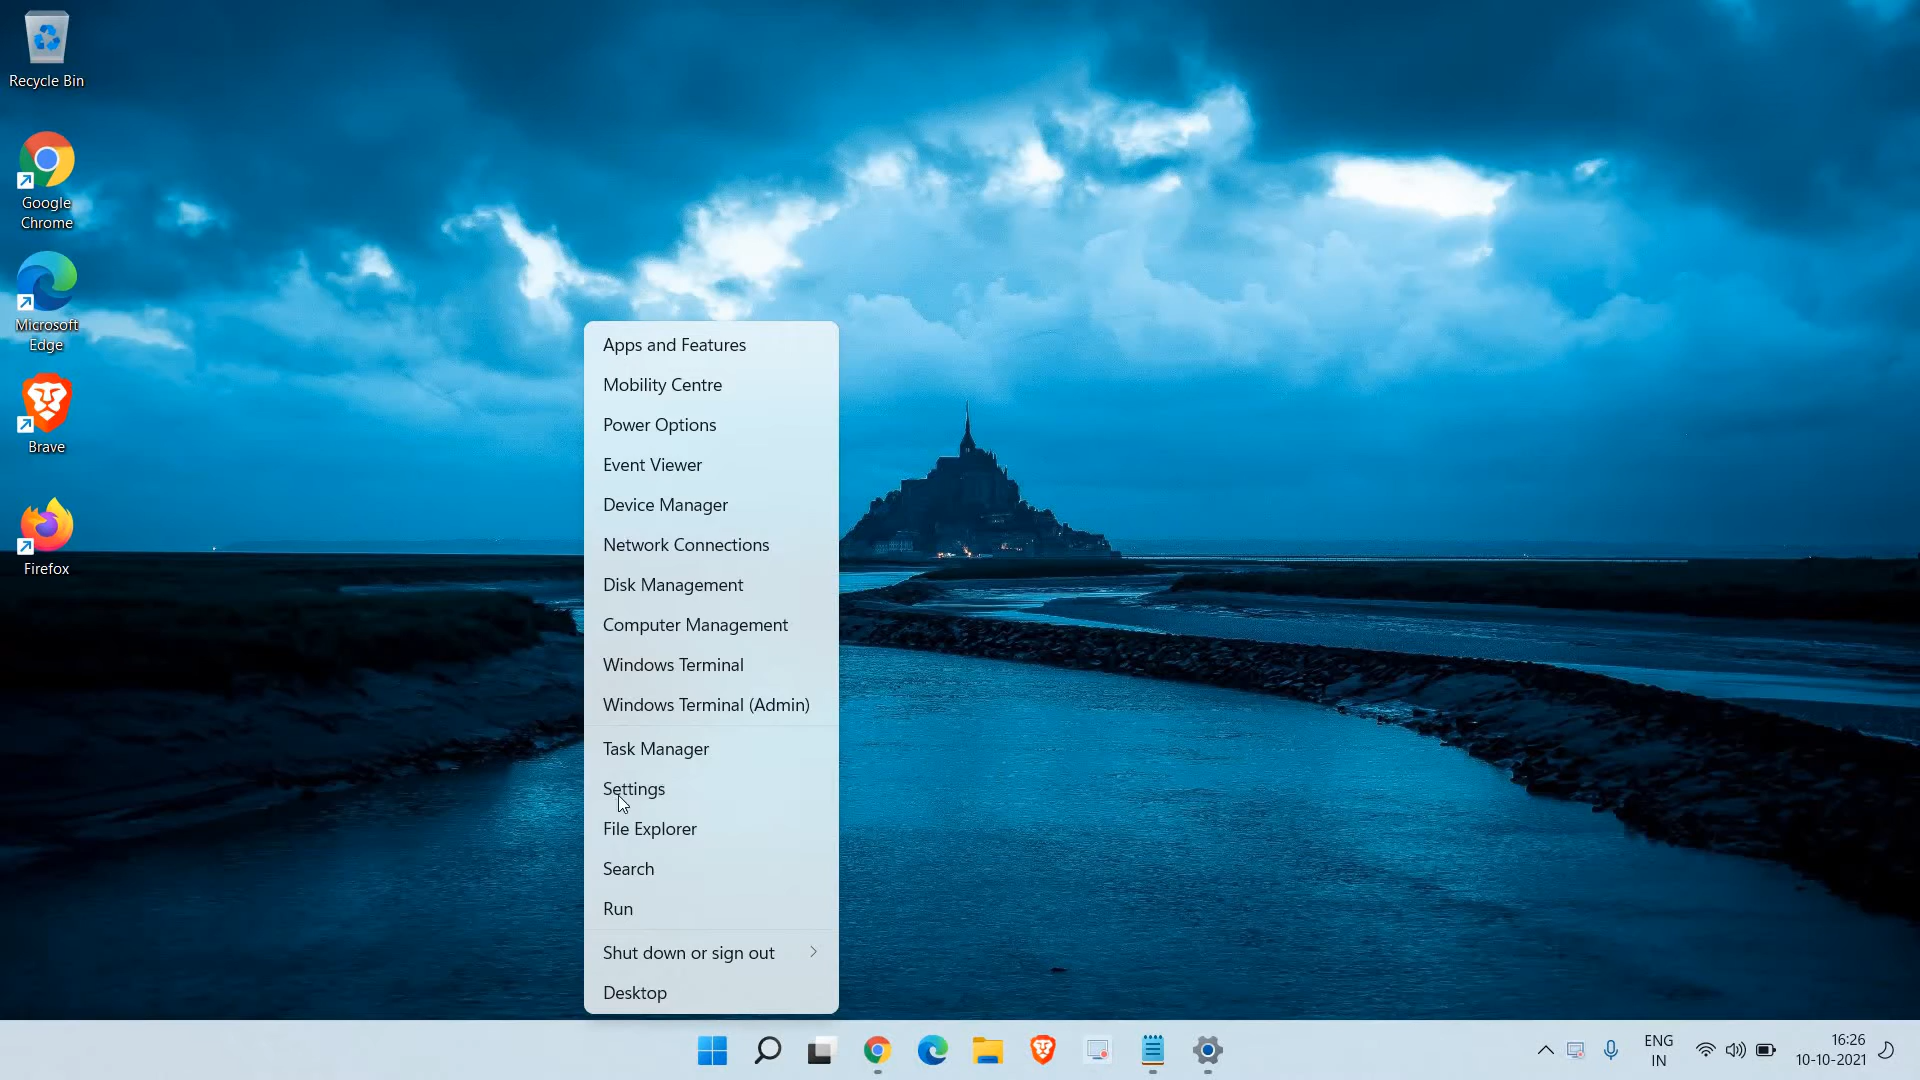 Recycle Bin
Google
Chrome
Microsoft
Edge
Brave
Firefox
Apps and Features
Mobility Centre
Power Options
Event Viewer
Device Manager
Network Connections
Disk Management
Computer Management
Windows Terminal
Windows Terminal (Admin)
Task Manager
Settings
File Explorer
Search
Run
Shut down or sign out
Desktop
ENG
IN
16:26
10-10-2021